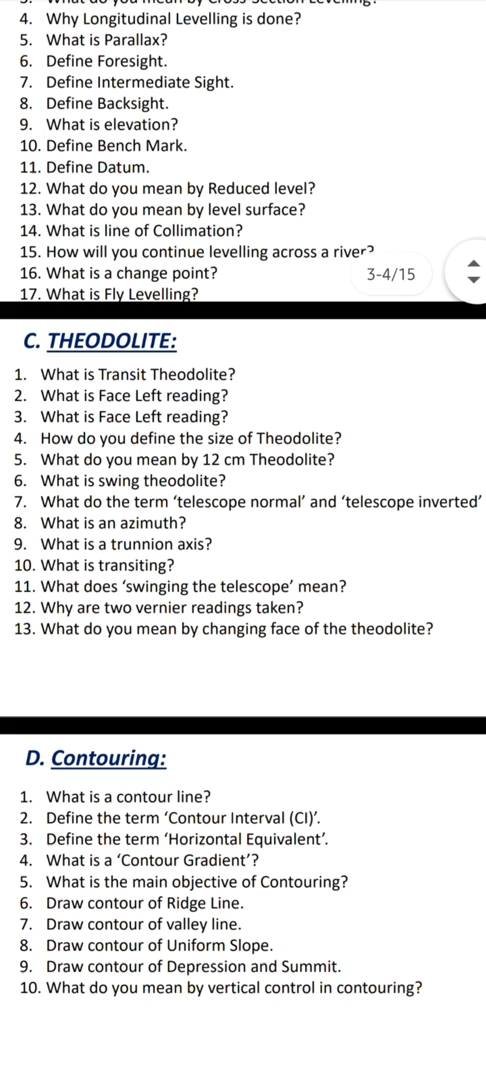 3. What do you mean by Cross Section Levelling?
4. Why Longitudinal Levelling is done?
5. What is Parallax?
6. Define Foresight.
7. Define Intermediate Sight.
8. Define Backsight.
9. What is elevation?
10. Define Bench Mark.
11. Define Datum.
12. What do you mean by Reduced level?
13. What do you mean by level surface?
14. What is line of Collimation?
15. How will you continue levelling across a river?
16. What is a change point?
3-4/15
17. What is Fly Levelling?
C. THEODOLITE:
1. What is Transit Theodolite?
2. What is Face Left reading?
3. What is Face Left reading?
4. How do you define the size of Theodolite?
5. What do you mean by 12 cm Theodolite?
6. What is swing theodolite?
7. What do the term ‘telescope normal’ and ‘telescope inverted’
8. What is an azimuth?
9. What is a trunnion axis?
10. What is transiting?
11. What does ‘swinging the telescope’ mean?
12. Why are two vernier readings taken?
13. What do you mean by changing face of the theodolite?
D. Contouring:
1. What is a contour line?
2. Define the term ‘Contour Interval (CI)’.
3. Define the term ‘Horizontal Equivalent’.
4. What is a ‘Contour Gradient’?
5. What is the main objective of Contouring?
6. Draw contour of Ridge Line.
7. Draw contour of valley line.
8. Draw contour of Uniform Slope.
9. Draw contour of Depression and Summit.
10. What do you mean by vertical control in contouring?